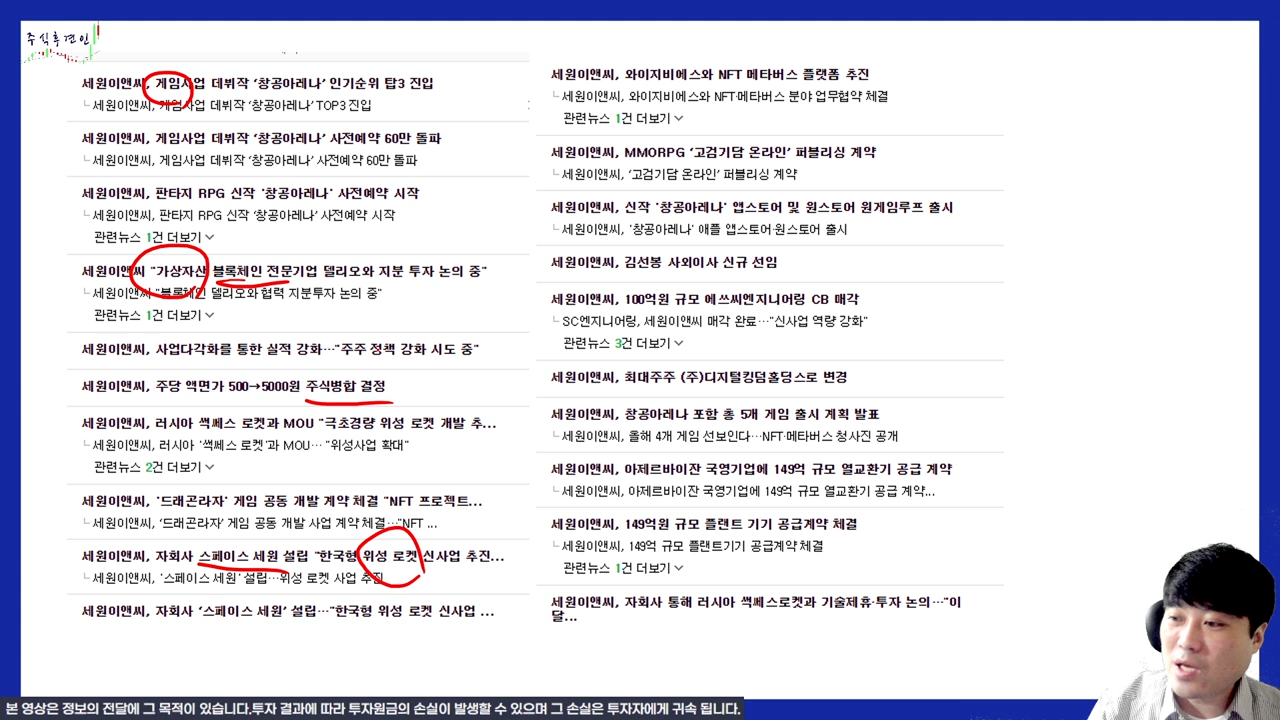 주식후견인
세원이앤씨, 게임사업 데뷔작 ‘창공아레나’ 인기순위 탑3 진입
└ 세원이앤씨, 게임사업 데뷔작 ‘창공아레나’ TOP3 진입
세원이앤씨, 게임사업 데뷔작 ‘창공아레나’ 사전예약 60만 돌파
└ 세원이앤씨, 게임사업 데뷔작 ‘창공아레나’ 사전예약 60만 돌파
세원이앤씨, 판타지 RPG 신작 '창공아레나' 사전예약 시작
└ 세원이앤씨, 판타지 RPG 신작 ‘창공아레나’ 사전예약 시작
관련뉴스 1건 더보기
세원이앤씨 "가상자산 블록체인 전문기업 델리오와 지분 투자 논의 중"
└ 세원이앤씨 "블록체인 델리오와 협력 지분투자 논의 중"
관련뉴스 1건 더보기
세원이앤씨, 사업다각화를 통한 실적 강화…"주주 정책 강화 시도 중"
세원이앤씨, 주당 액면가 500→5000원 주식병합 결정
세원이앤씨, 러시아 썩쎄스 로켓과 MOU "극초경량 위성 로켓 개발 추...
└ 세원이앤씨, 러시아 '썩쎄스 로켓'과 MOU… "위성사업 확대"
관련뉴스 2건 더보기
세원이앤씨, '드래곤라자' 게임 공동 개발 계약 체결 "NFT 프로젝트...
└ 세원이앤씨, ‘드래곤라자’ 게임 공동 개발 사업 계약 체결…"NFT ...
세원이앤씨, 자회사 스페이스 세원 설립 "한국형 위성 로켓 신사업 추진...
└ 세원이앤씨, '스페이스 세원' 설립…위성 로켓 사업 추진
세원이앤씨, 자회사 ‘스페이스 세원’ 설립…"한국형 위성 로켓 신사업 ...
세원이앤씨, 와이지비에스와 NFT 메타버스 플랫폼 추진
└ 세원이앤씨, 와이지비에스와 NFT·메타버스 분야 업무협약 체결
관련뉴스 1건 더보기
세원이앤씨, MMORPG ‘고검기담 온라인’ 퍼블리싱 계약
└ 세원이앤씨, ‘고검기담 온라인’ 퍼블리싱 계약
세원이앤씨, 신작 '창공아레나' 앱스토어 및 원스토어 원게임루프 출시
└ 세원이앤씨, '창공아레나' 애플 앱스토어·원스토어 출시
세원이앤씨, 김선봉 사외이사 신규 선임
세원이앤씨, 100억원 규모 에쓰씨엔지니어링 CB 매각
└ SC엔지니어링, 세원이앤씨 매각 완료…"신사업 역량 강화"
관련뉴스 3건 더보기
세원이앤씨, 최대주주 (주)디지털킹덤홀딩스로 변경
세원이앤씨, 창공아레나 포함 총 5개 게임 출시 계획 발표
└ 세원이앤씨, 올해 4개 게임 선보인다…NFT·메타버스 청사진 공개
세원이앤씨, 아제르바이잔 국영기업에 149억 규모 열교환기 공급 계약
└ 세원이앤씨, 아제르바이잔 국영기업에 149억 규모 열교환기 공급 계약...
세원이앤씨, 149억원 규모 플랜트 기기 공급계약 체결
└ 세원이앤씨, 149억 규모 플랜트기기 공급계약 체결
관련뉴스 1건 더보기
세원이앤씨, 자회사 통해 러시아 썩쎄스로켓과 기술제휴·투자 논의…"이
달...
본 영상은 정보의 전달에 그 목적이 있습니다.투자 결과에 따라 투자원금의 손실이 발생할 수 있으며 그 손실은 투자자에게 귀속 됩니다.